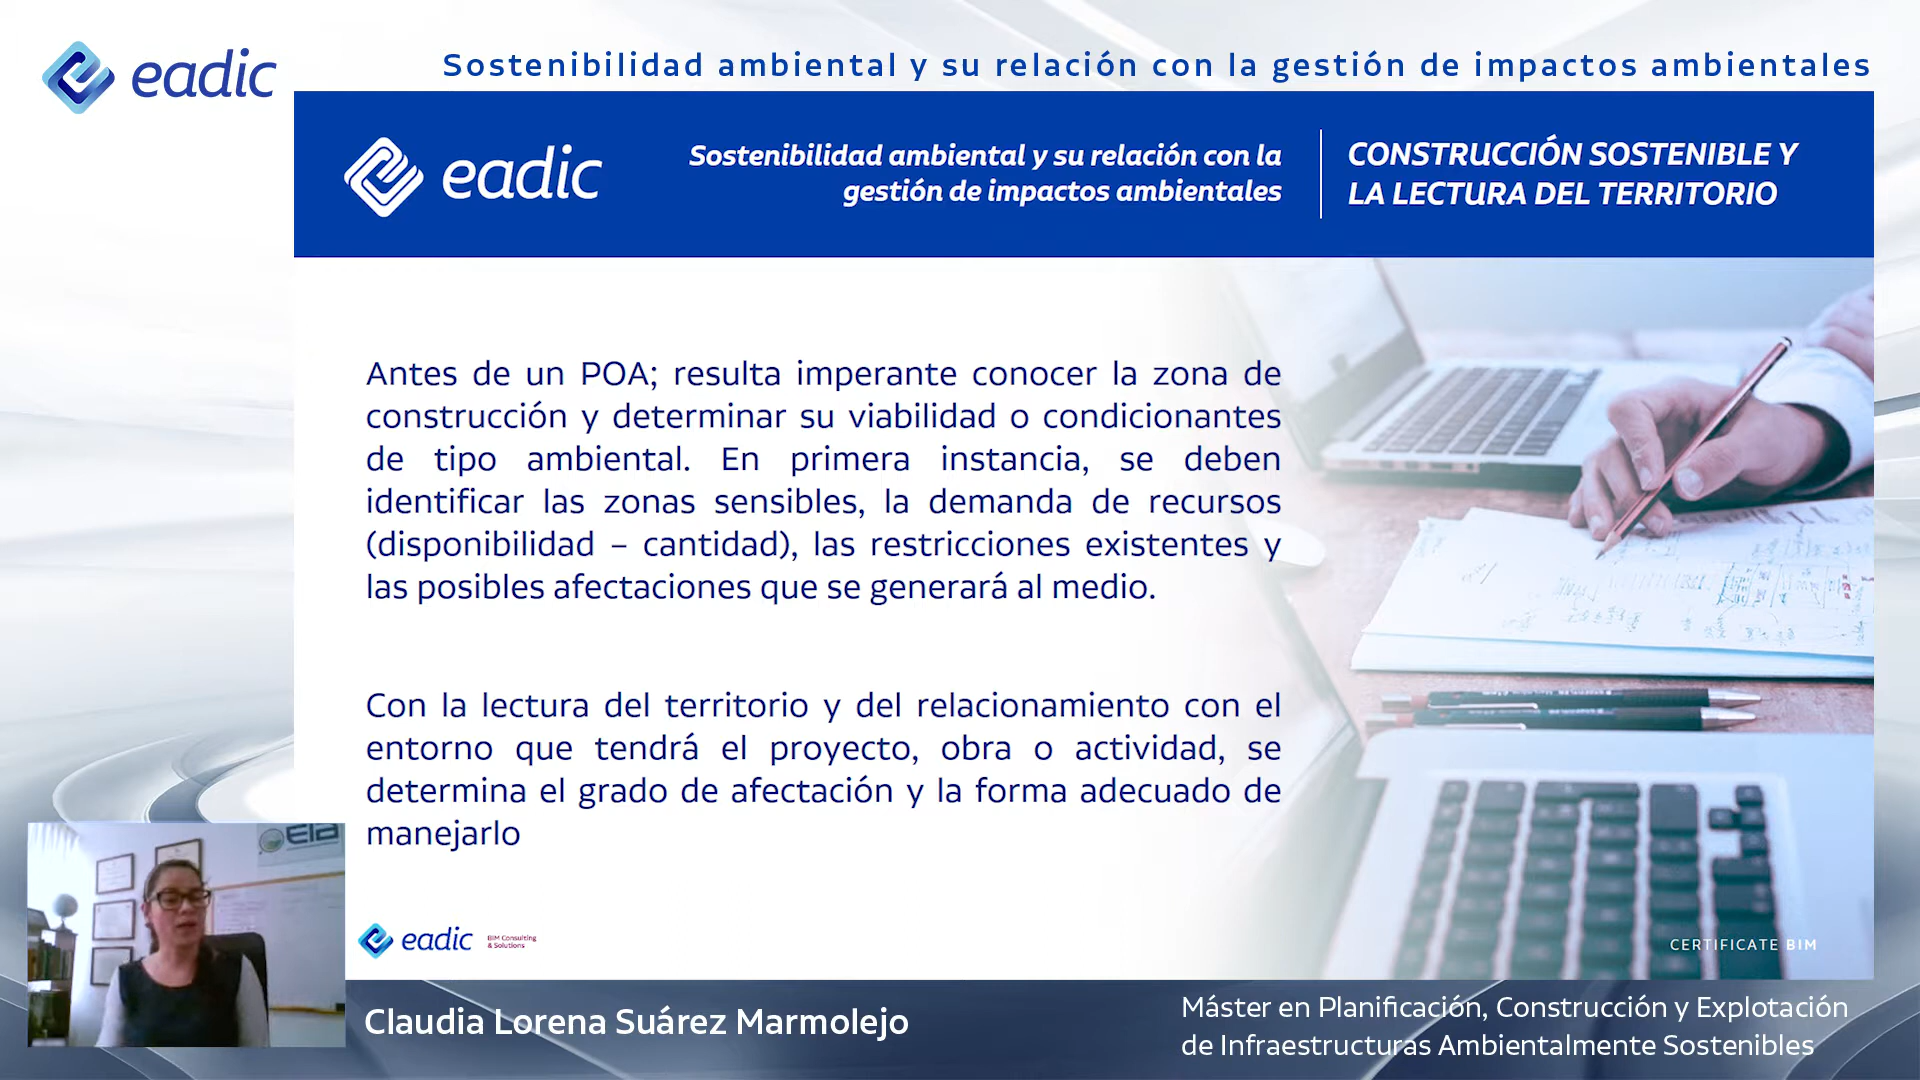 eadic
Sostenibilidad ambiental y su relación con la gestión de impactos ambientales
eadic
Sostenibilidad ambiental y su relación con la
gestión de impactos ambientales
CONSTRUCCIÓN SOSTENIBLE Y
LA LECTURA DEL TERRITORIO
Antes de un POA; resulta imperante conocer la zona de
construcción y determinar su viabilidad o condicionantes
de tipo ambiental. En primera instancia, se deben
identificar las zonas sensibles, la demanda de recursos
(disponibilidad – cantidad), las restricciones existentes y
las posibles afectaciones que se generará al medio.
Con la lectura del territorio y del relacionamiento con el
entorno que tendrá el proyecto, obra o actividad, se
determina el grado de afectación y la forma adecuado de
manejarlo
eadic
BIM Consulting
& Solutions
CERTIFICATE BIM
Claudia Lorena Suárez Marmolejo
Máster en Planificación, Construcción y Explotación
de Infraestructuras Ambientalmente Sostenibles